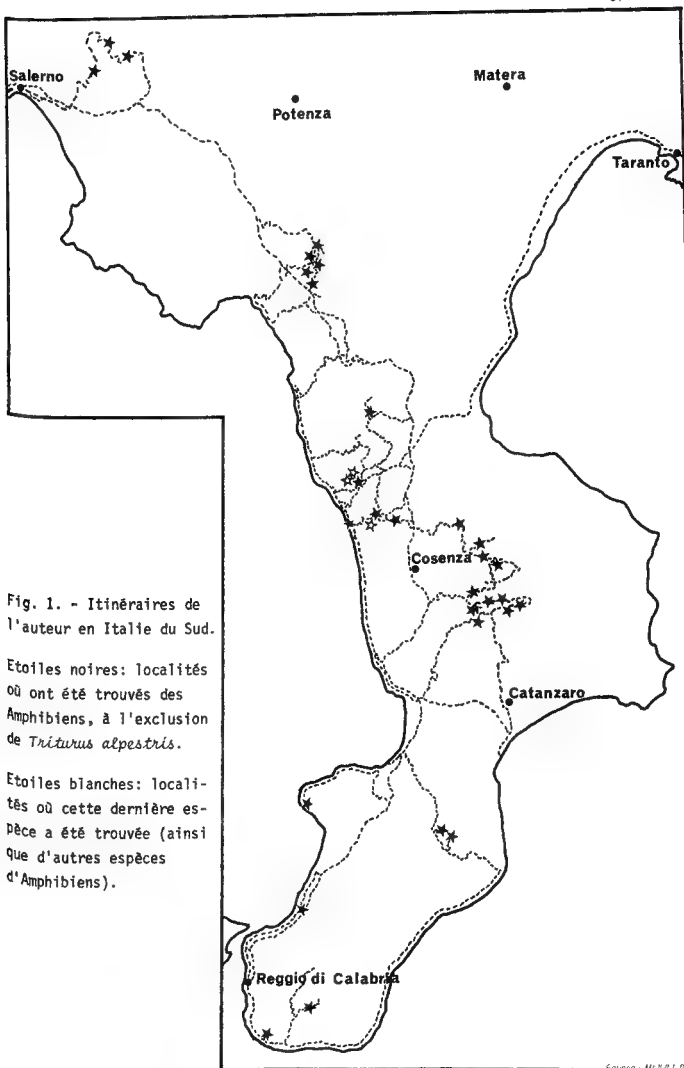 Salerno
Matera
Potenza
Taranto
Cosenza
Fig. 1. - Itinéraires de
l'auteur en Italie du Sud.
Etoiles noires: localités
où ont été trouvés des
Amphibiens, à l'exclusion
de Triturus alpestris.
Etoiles blanches: locali-
tés où cette dernière es-
pèce a été trouvée (ainsi
que d'autres espèces
d'Amphibiens).
Catanzaro
Reggio di Calabria